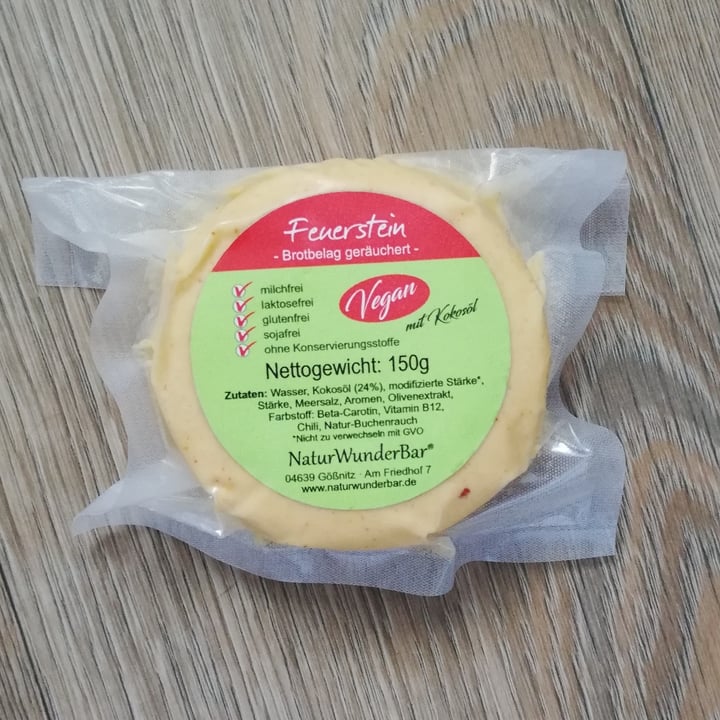 Feuerstein
- Brotbelag geräuchert -
milchfrei
laktosefrei
glutenfrei
sojafrei
ohne Konservierungsstoffe
Vegan
mit Kokosöl
Nettogewicht: 150g
Zutaten: Wasser, Kokosöl (24%), modifizierte Stärke*,
Stärke, Meersalz, Aromen, Olivenextrakt,
Farbstoff: Beta-Carotin, Vitamin B12,
Chili, Natur-Buchenrauch
*Nicht zu verwechseln mit GVO
NaturWunderBar®
04639 Gößnitz · Am Friedhof 7
www.naturwunderbar.de